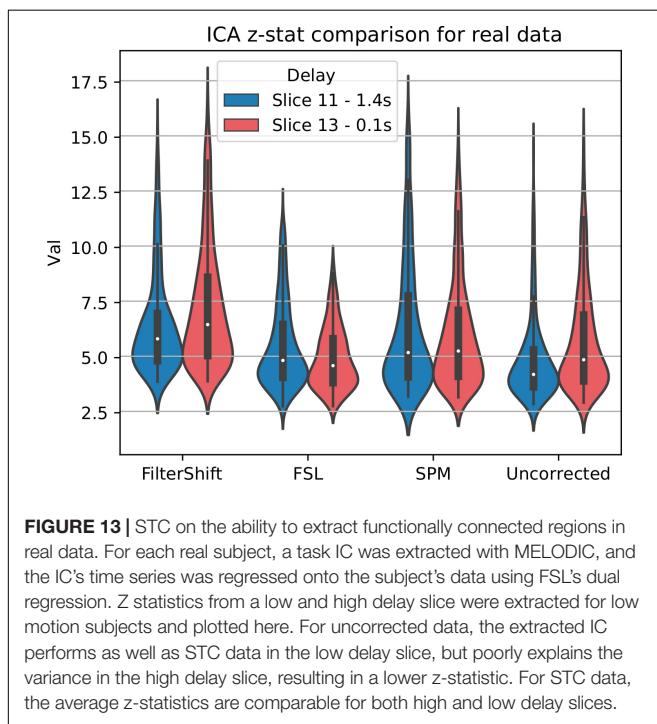 ICA z-stat comparison for real data
Delay
Slice 11 - 1.4s
Slice 13 - 0.1s
17.5
15.0
12.5
10.0
7.5
5.0
2.5
Val
FilterShift
FSL
SPM
Uncorrected
FIGURE 13 | STC on the ability to extract functionally connected regions in
real data. For each real subject, a task IC was extracted with MELODIC, and
the IC's time series was regressed onto the subject's data using FSL's dual
regression. Z statistics from a low and high delay slice were extracted for low
motion subjects and plotted here. For uncorrected data, the extracted IC
performs as well as STC data in the low delay slice, but poorly explains the
variance in the high delay slice, resulting in a lower z-statistic. For STC data,
the average z-statistics are comparable for both high and low delay slices.